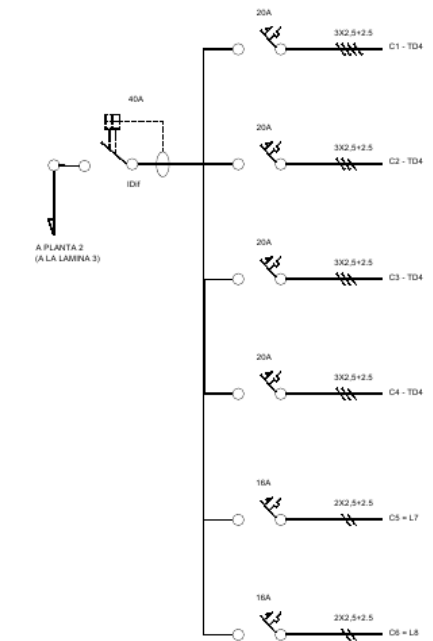 20A
3X2,5+2.5
C1 - TD4
40A
IDif
20A
3X2,5+2.5
C2 - TD4
A PLANTA 2
(A LA LAMINA 3)
20A
3X2,5+2.5
C3 - TD4
20A
3X2,5+2.5
C4 - TD4
16A
2X2,5+2.5
C5 = L7
16A
2X2,5+2.5
C6 = L8